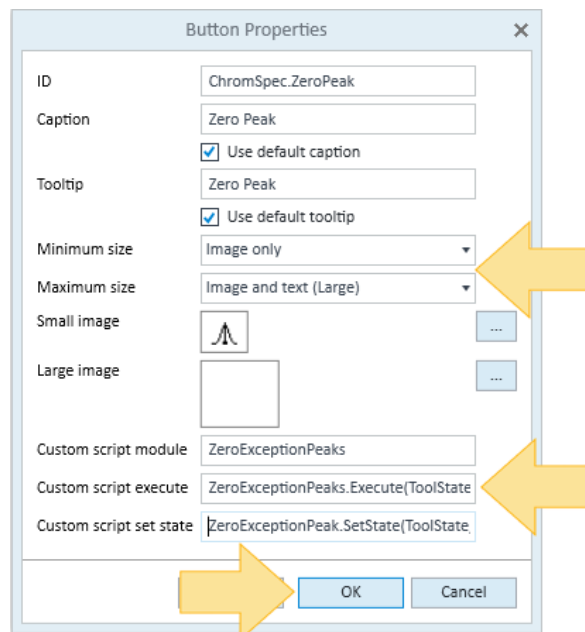 Button Properties
ID ChromSpec.ZeroPeak
Caption Zero Peak
Use default caption
Tooltip Zero Peak
Use default tooltip
Minimum size Image only
Maximum size Image and text (Large)
Small image ...
Large image ...
Custom script module ZeroExceptionPeaks
Custom script execute ZeroExceptionPeaks.Execute(ToolState
Custom script set state ZeroExceptionPeak.SetState(ToolState_
OK Cancel